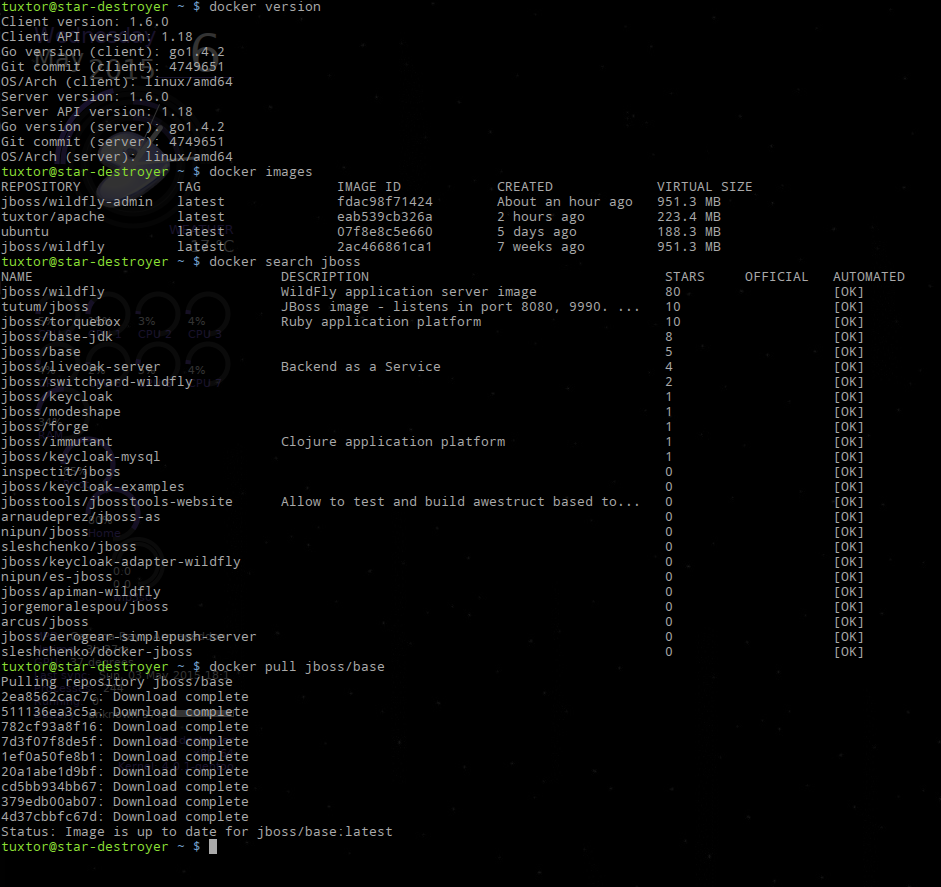 tuxtor@star-destroyer ~ $ docker version
Client version: 1.6.0
Client API version: 1.18
Go version (client): go1.4.2
Git commit (client): 4749651
OS/Arch (client): linux/amd64
Server version: 1.6.0
Server API version: 1.18
Go version (server): go1.4.2
Git commit (server): 4749651
OS/Arch (server): linux/amd64
tuxtor@star-destroyer ~ $ docker images
REPOSITORY TAG IMAGE ID CREATED VIRTUAL SIZE
jboss/wildfly-admin latest fdac98f71424 About an hour ago 951.3 MB
tuxtor/apache latest eab539cb326a 2 hours ago 223.4 MB
ubuntu latest 07f8e8c5e660 5 days ago 188.3 MB
jboss/wildfly latest 2ac466861ca1 7 weeks ago 951.3 MB
tuxtor@star-destroyer ~ $ docker search jboss
NAME DESCRIPTION STARS OFFICIAL AUTOMATED
jboss/wildfly WildFly application server image 80 [OK]
tutum/jboss JBoss image - listens in port 8080, 9990. ... 10 [OK]
jboss/torquebox Ruby application platform 10 [OK]
jboss/base-jdk 8 [OK]
jboss/base 5 [OK]
jboss/liveoak-server Backend as a Service 4 [OK]
jboss/switchyard-wildfly 2 [OK]
jboss/keycloak 1 [OK]
jboss/modeshape 1 [OK]
jboss/forge 1 [OK]
jboss/immutant Clojure application platform 1 [OK]
jboss/keycloak-mysql 1 [OK]
inspectit/jboss 0 [OK]
jboss/keycloak-examples 0 [OK]
jbosstools/jbosstools-website Allow to test and build awestruct based to... 0 [OK]
arnaudeprez/jboss-as 0 [OK]
nipun/jboss 0 [OK]
sleshchenko/jboss 0 [OK]
jboss/keycloak-adapter-wildfly 0 [OK]
nipun/es-jboss 0 [OK]
jboss/apiman-wildfly 0 [OK]
jorgemoralespou/jboss 0 [OK]
arcus/jboss 0 [OK]
jboss/aerogear-simplepush-server 0 [OK]
sleshchenko/docker-jboss 0 [OK]
tuxtor@star-destroyer ~ $ docker pull jboss/base
Pulling repository jboss/base
2ea8562cac7c: Download complete
511136ea3c5a: Download complete
782cf93a8f16: Download complete
7d3f07f8de5f: Download complete
1ef0a50fe8b1: Download complete
20a1abe1d9bf: Download complete
cd5bb934bb67: Download complete
379edb00ab07: Download complete
4d37cbbfc67d: Download complete
Status: Image is up to date for jboss/base:latest
tuxtor@star-destroyer ~ $